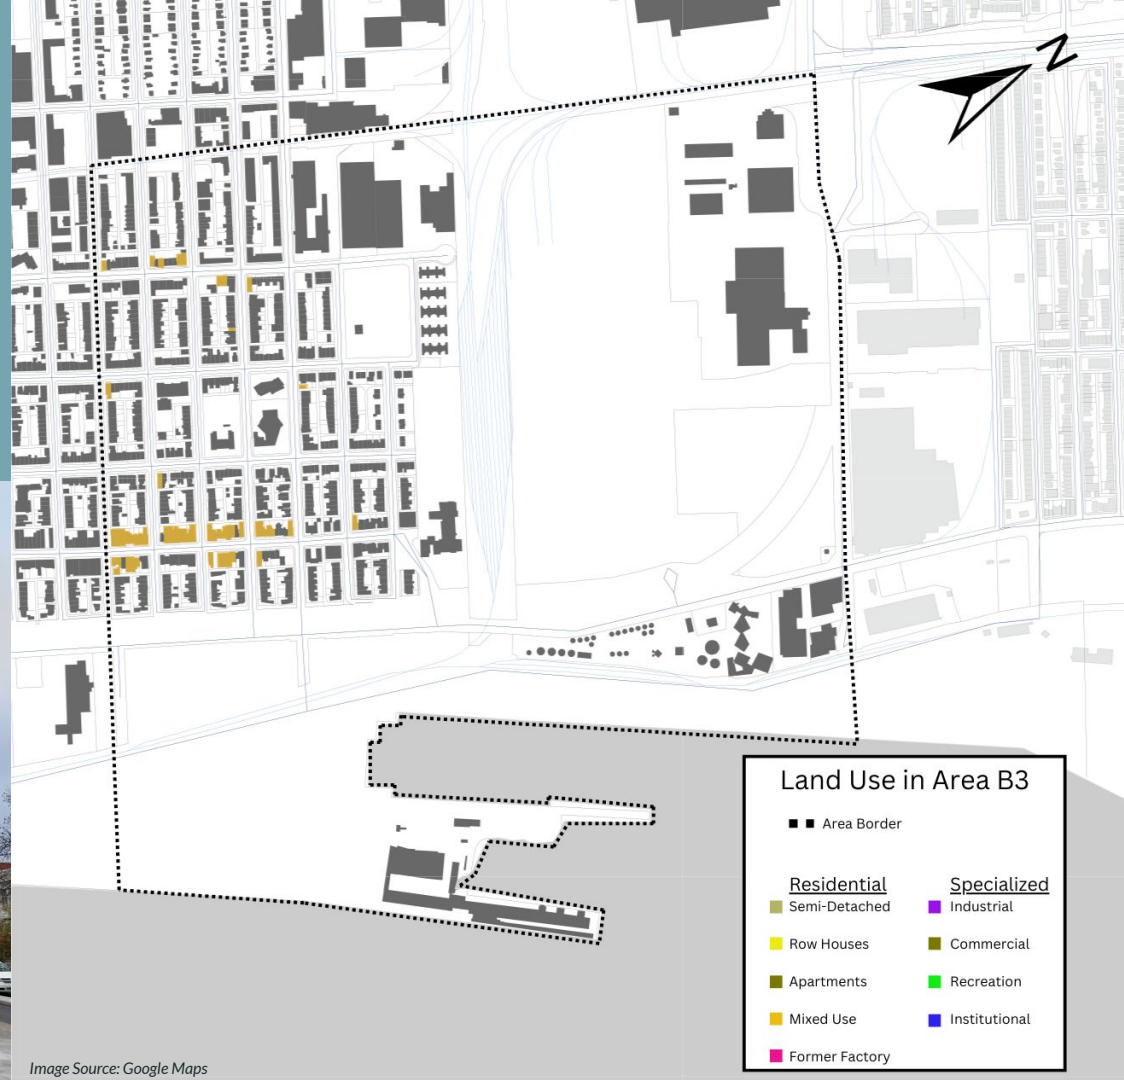 N
Land Use in Area B3
Area Border
Residential
Specialized
Semi-Detached
Industrial
Row Houses
Commercial
Apartments
Recreation
Mixed Use
Institutional
Former Factory
Image Source: Google Maps